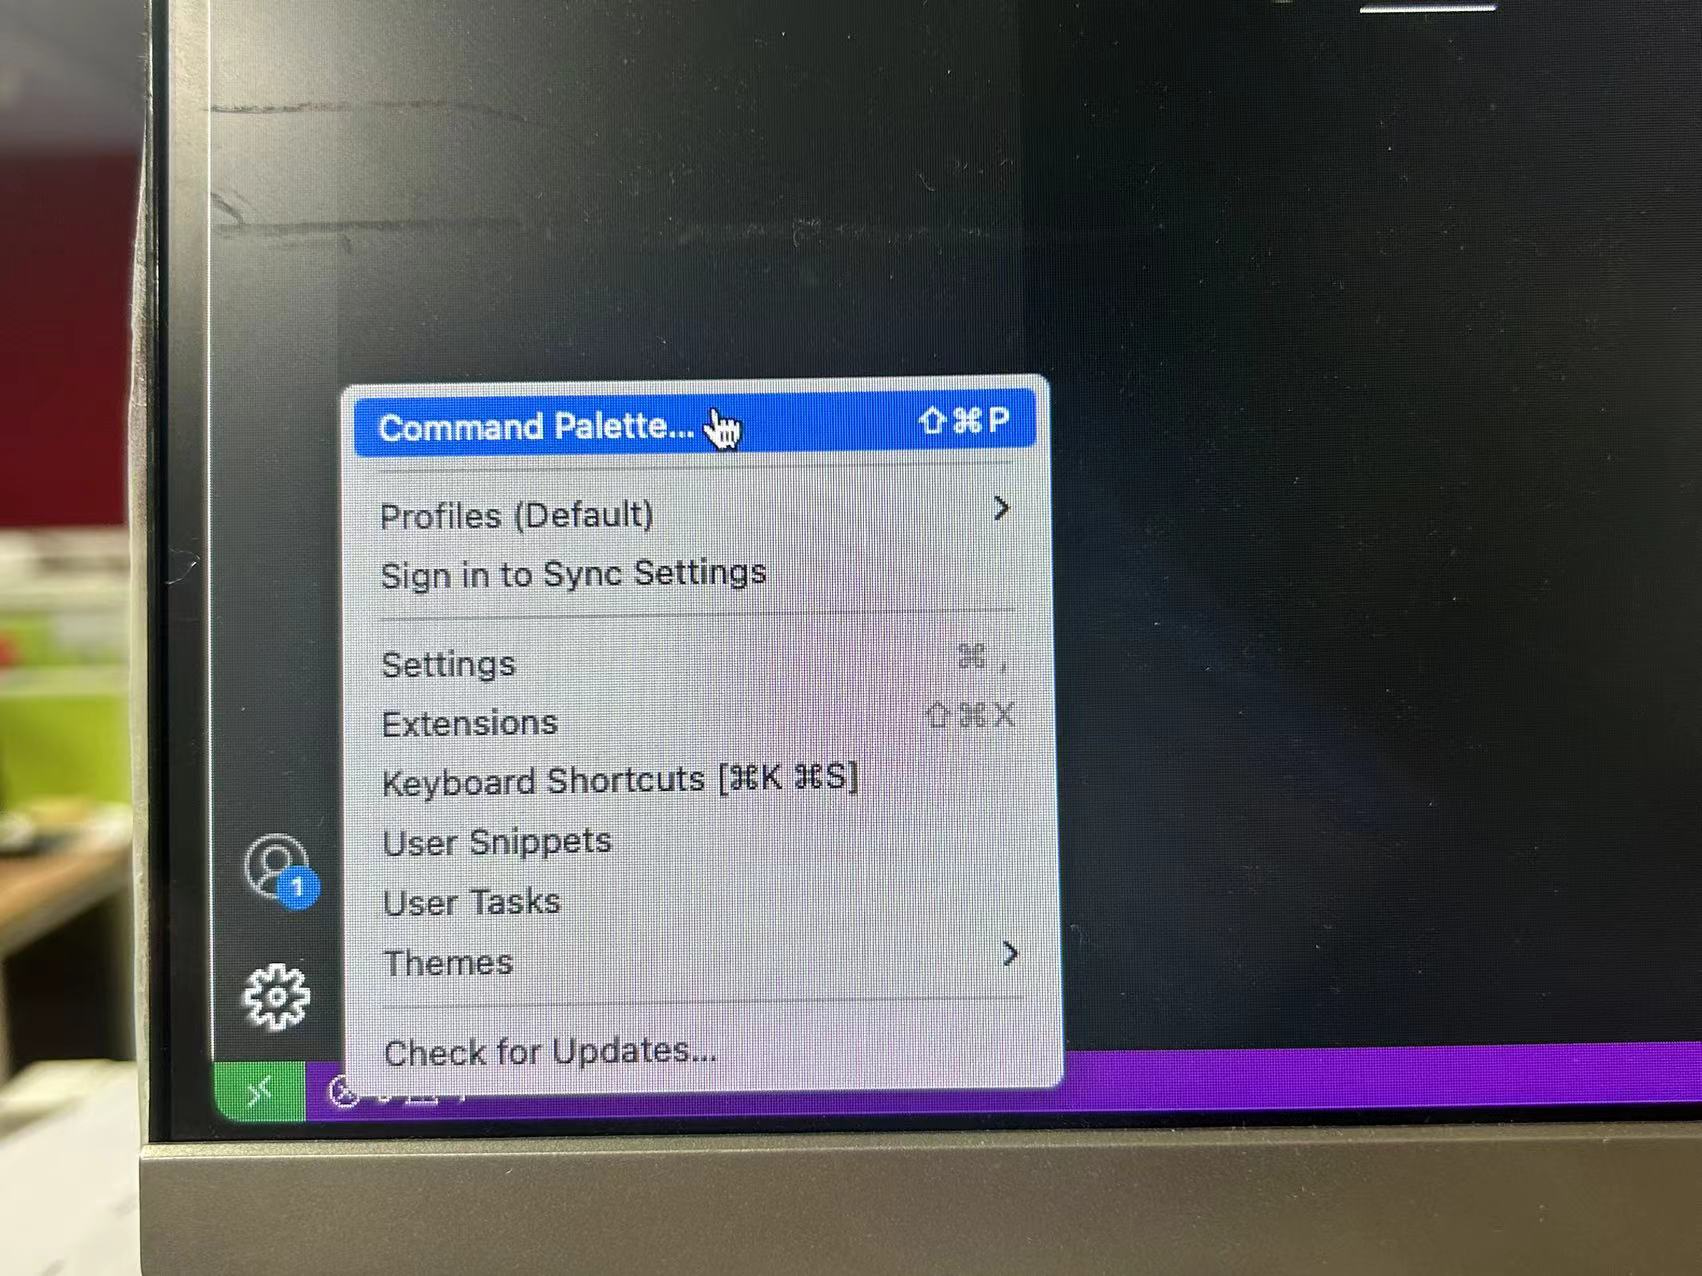 Command Palette... ⇧⌘P
Profiles (Default)
Sign in to Sync Settings
Settings ⌘,
Extensions ⇧⌘X
Keyboard Shortcuts [⌘K ⌘S]
User Snippets
User Tasks
Themes
Check for Updates...
1